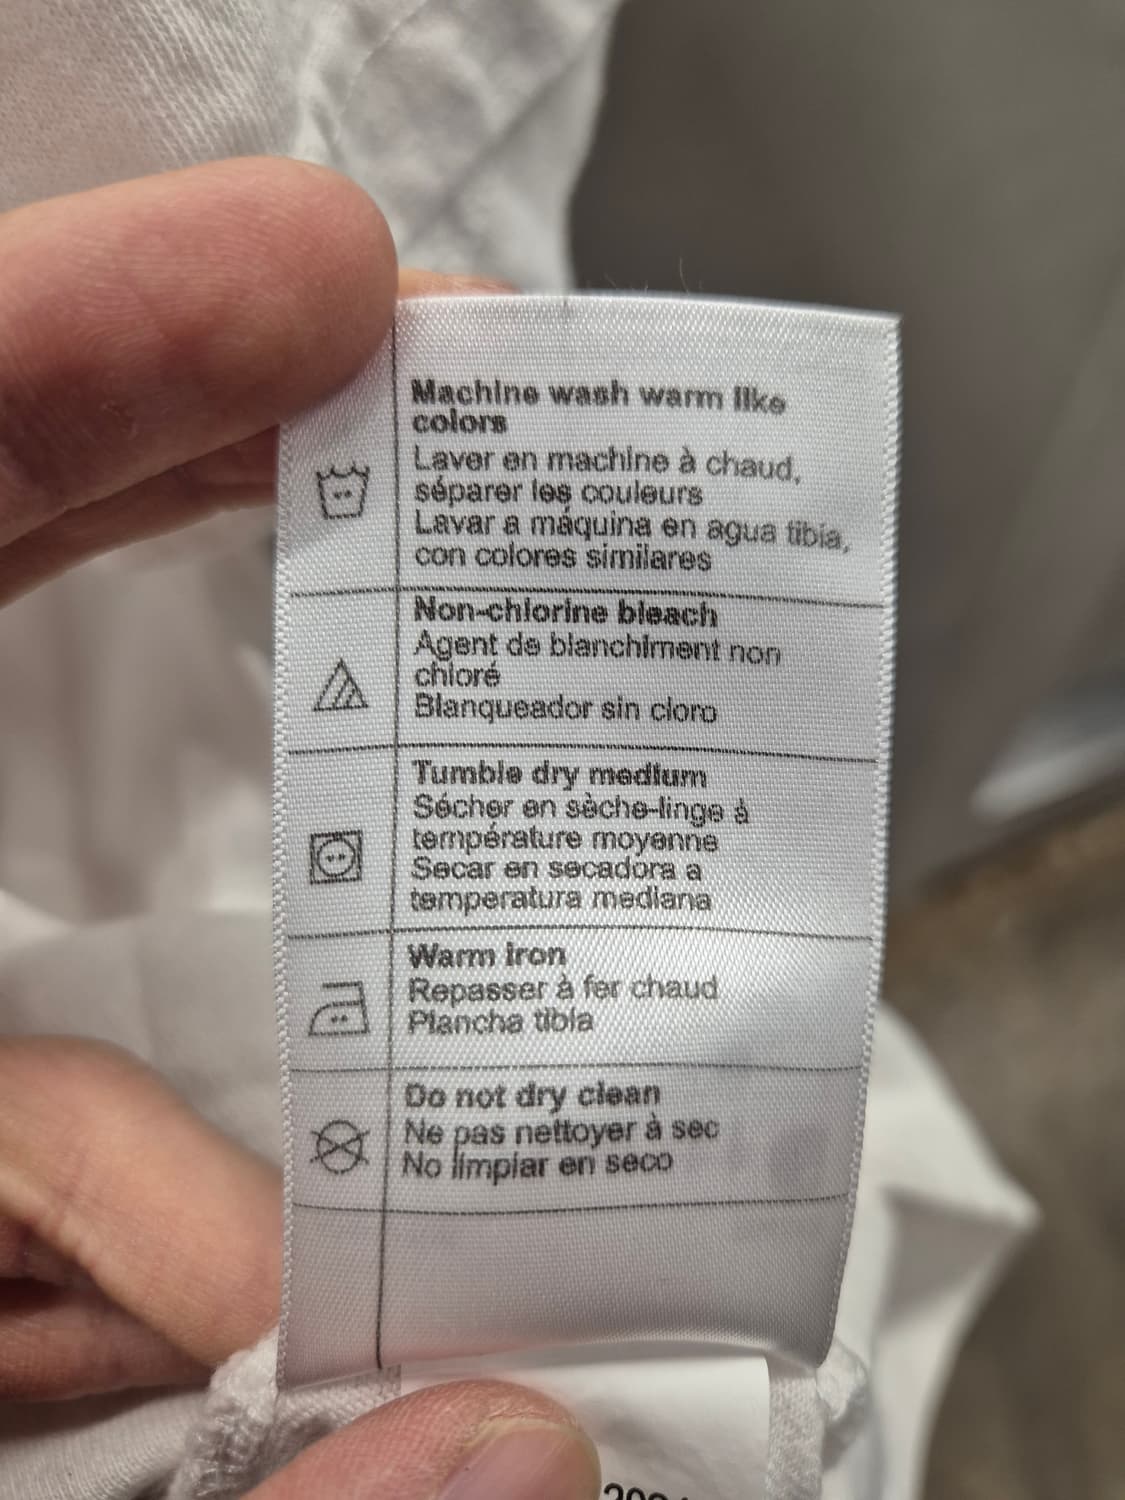 Machine wash warm like
colors
Laver en machine à chaud,
séparer les couleurs
Lavar a máquina en agua tibia,
con colores similares
Non-chlorine bleach
Agent de blanchiment non
chloré
Blanqueador sin cloro
Tumble dry medium
Sécher en sèche-linge à
température moyenne
Secar en secadora a
temperatura mediana
Warm iron
Repasser à fer chaud
Plancha tibia
Do not dry clean
Ne pas nettoyer à sec
No limpiar en seco